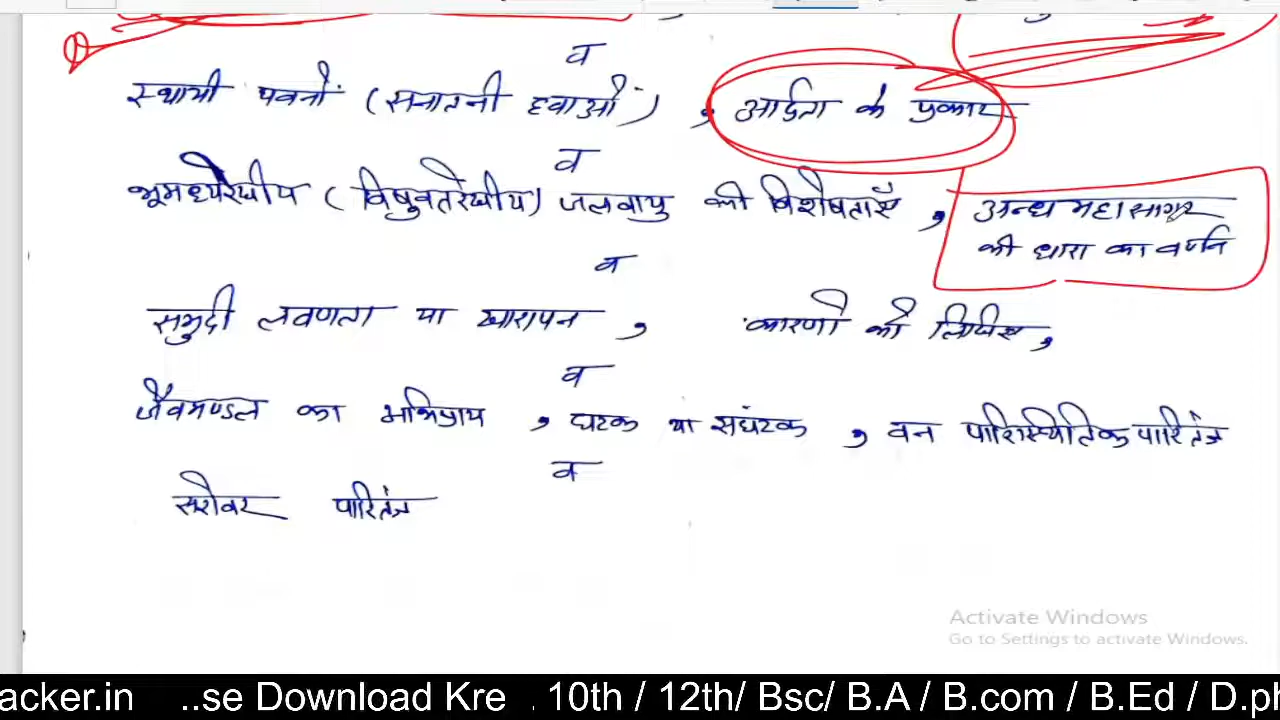 व
स्थायी पवनों (सनातनी हवाओं) , आर्द्रता के प्रकार
व
भूमध्यरेखीय (विषुवतरेखीय) जलवायु की विशेषताएँ , अन्ध महासागर
की धारा का वर्णन
व
समुद्री लवणता या खारापन , कारणों को लिखिए ,
व
जैवमण्डल का अभिप्राय , घटक या संघटक , वन पारिस्थितिक पारितंत्र
व
सरोवर पारितंत्र
Activate Windows
Go to Settings to activate Windows.
acker.in ...se Download Kre . 10th / 12th/ Bsc/ B.A / B.com / B.Ed / D.ph